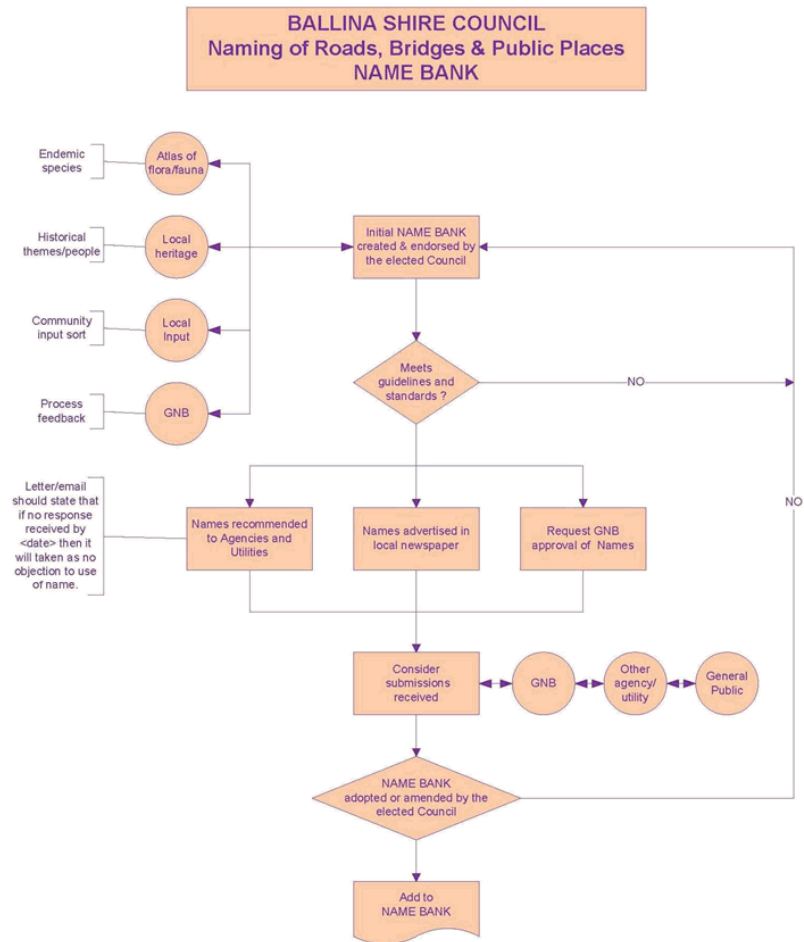 BALLINA SHIRE COUNCIL
Naming of Roads, Bridges & Public Places
NAME BANK
Endemic
species
Atlas of
flora/fauna
Historical
themes/people
Local
heritage
Initial NAME BANK
created & endorsed by
the elected Council
Community
input sort
Local
Input
Meets
guidelines and
standards ?
NO
Process
feedback
GNB
Letter/email
should state that
if no response
received by
<date> then it
will taken as no
objection to use
of name.
Names recommended
to Agencies and
Utilities
Names advertised in
local newspaper
Request GNB
approval of Names
NO
Consider
submissions
received
GNB
Other
agency/
utility
General
Public
NAME BANK
adopted or amended by the
elected Council
Add to
NAME BANK